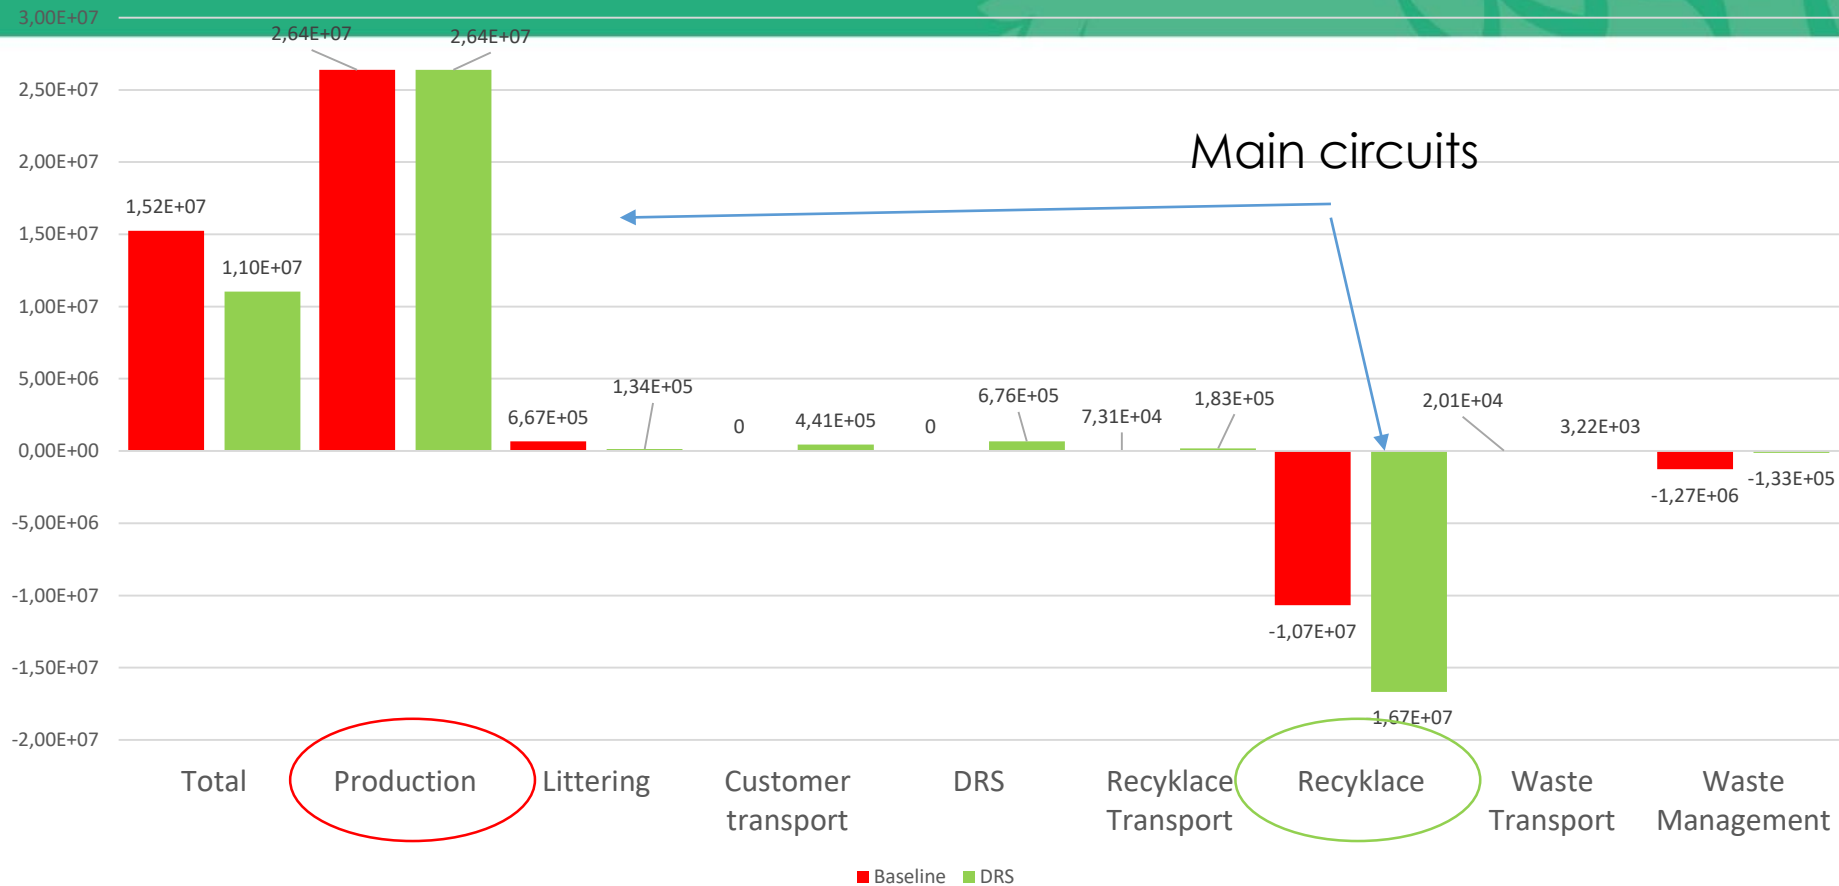 3,00E+07
2,50E+07
2,00E+07
1,50E+07
1,00E+07
5,00E+06
0,00E+00
-5,00E+06
-1,00E+07
-1,50E+07
-2,00E+07
1,52E+07
1,10E+07
2,64E+07
2,64E+07
6,67E+05
1,34E+05
0
4,41E+05
0
6,76E+05
7,31E+04
1,83E+05
-1,07E+07
-1,67E+07
2,01E+04
3,22E+03
-1,27E+06
-1,33E+05
Main circuits
Total
Production
Littering
Customer
transport
DRS
Recyklace
Transport
Recyklace
Waste
Transport
Waste
Management
Baseline
DRS